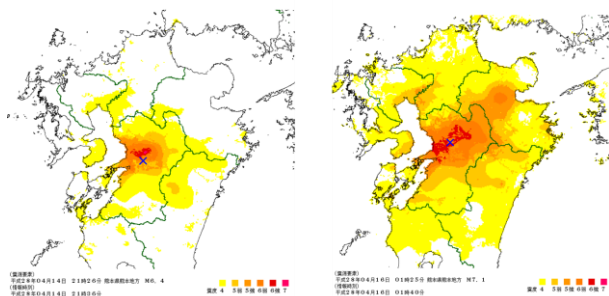 (震源要素)
平成28年04月14日 21時26分 熊本県熊本地方 M6.4
(情報時刻)
平成28年04月14日 21時36分
震度 4 5弱 5強 6弱 6強 7
(震源要素)
平成28年04月16日 01時25分 熊本県熊本地方 M7.1
(情報時刻)
平成28年04月16日 01時40分
震度 4 5弱 5強 6弱 6強 7